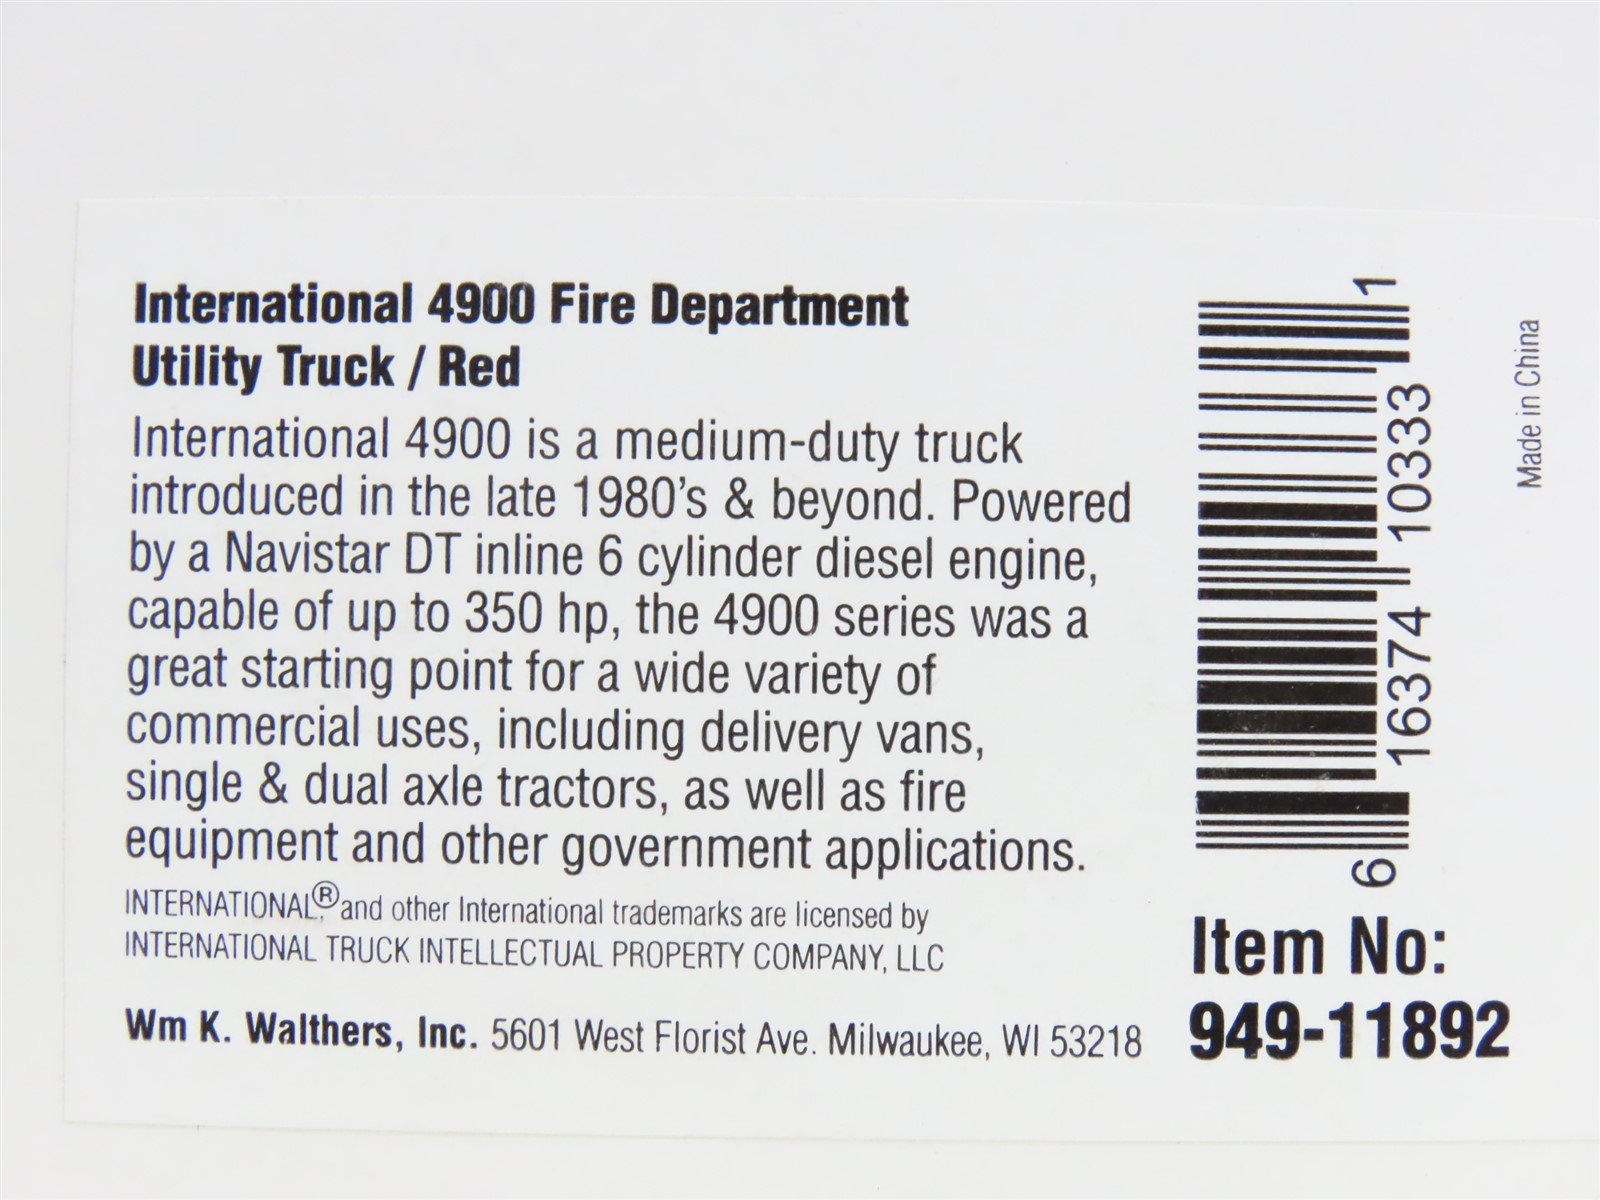 International 4900 Fire Department
Utility Truck / Red
International 4900 is a medium-duty truck
introduced in the late 1980's & beyond. Powered
by a Navistar DT inline 6 cylinder diesel engine,
capable of up to 350 hp, the 4900 series was a
great starting point for a wide variety of
commercial uses, including delivery vans,
single & dual axle tractors, as well as fire
equipment and other government applications.
INTERNATIONAL,® and other International trademarks are licensed by
INTERNATIONAL TRUCK INTELLECTUAL PROPERTY COMPANY, LLC
Wm K. Walthers, Inc. 5601 West Florist Ave. Milwaukee, WI 53218
6 16374 10333 1
Made in China
Item No:
949-11892